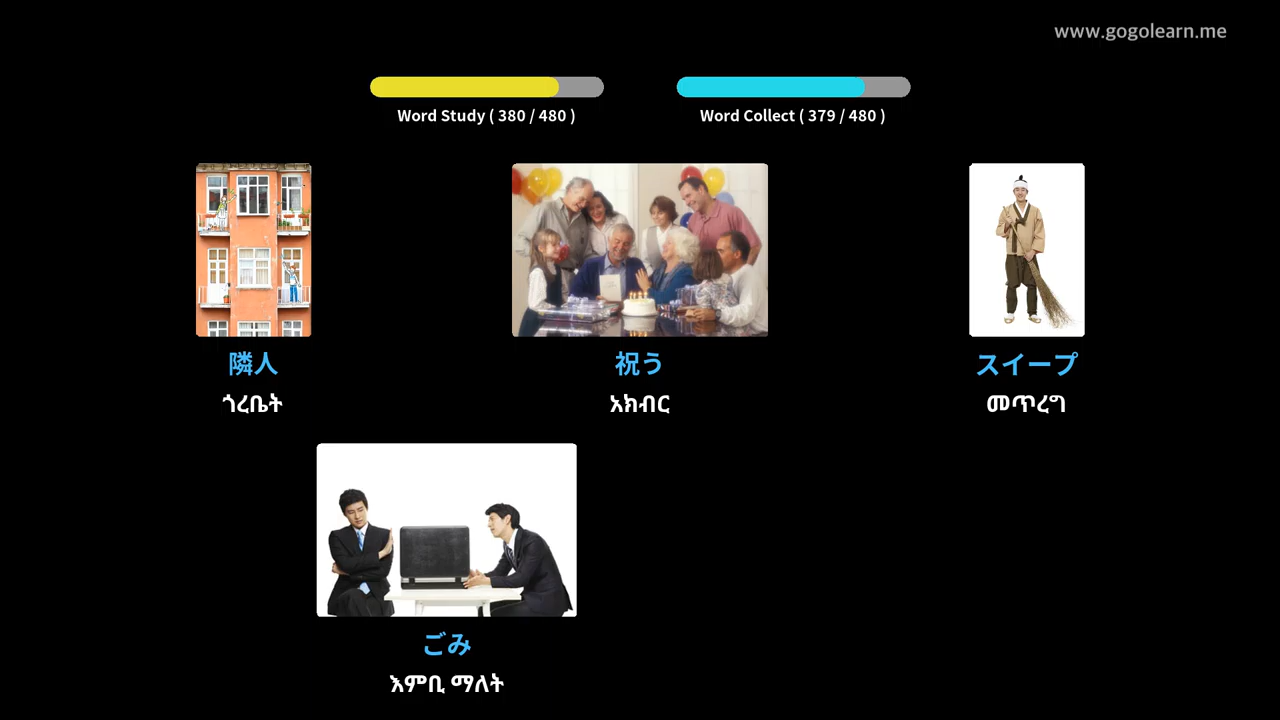 www.gogolearn.me
Word Study ( 380 / 480 )
Word Collect ( 379 / 480 )
隣人
ጎረቤት
祝う
አክብር
スイープ
መጥረግ
ごみ
እምቢ ማለት